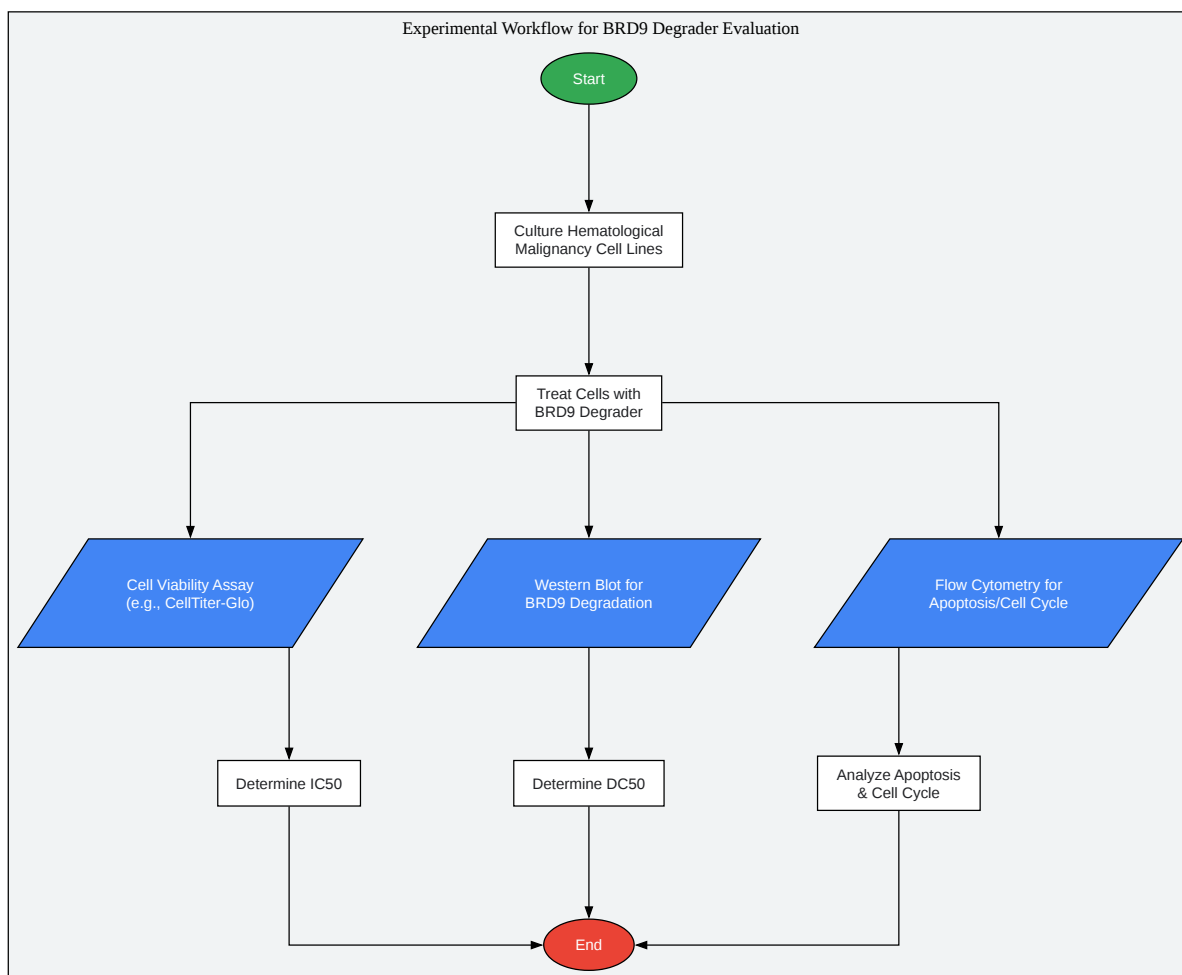 Experimental Workflow for BRD9 Degrader Evaluation
Start
Culture Hematological
Malignancy Cell Lines
Treat Cells with
BRD9 Degrader
Cell Viability Assay
(e.g., CellTiter-Glo)
Western Blot for
BRD9 Degradation
Flow Cytometry for
Apoptosis/Cell Cycle
Determine IC50
Determine DC50
Analyze Apoptosis
& Cell Cycle
End